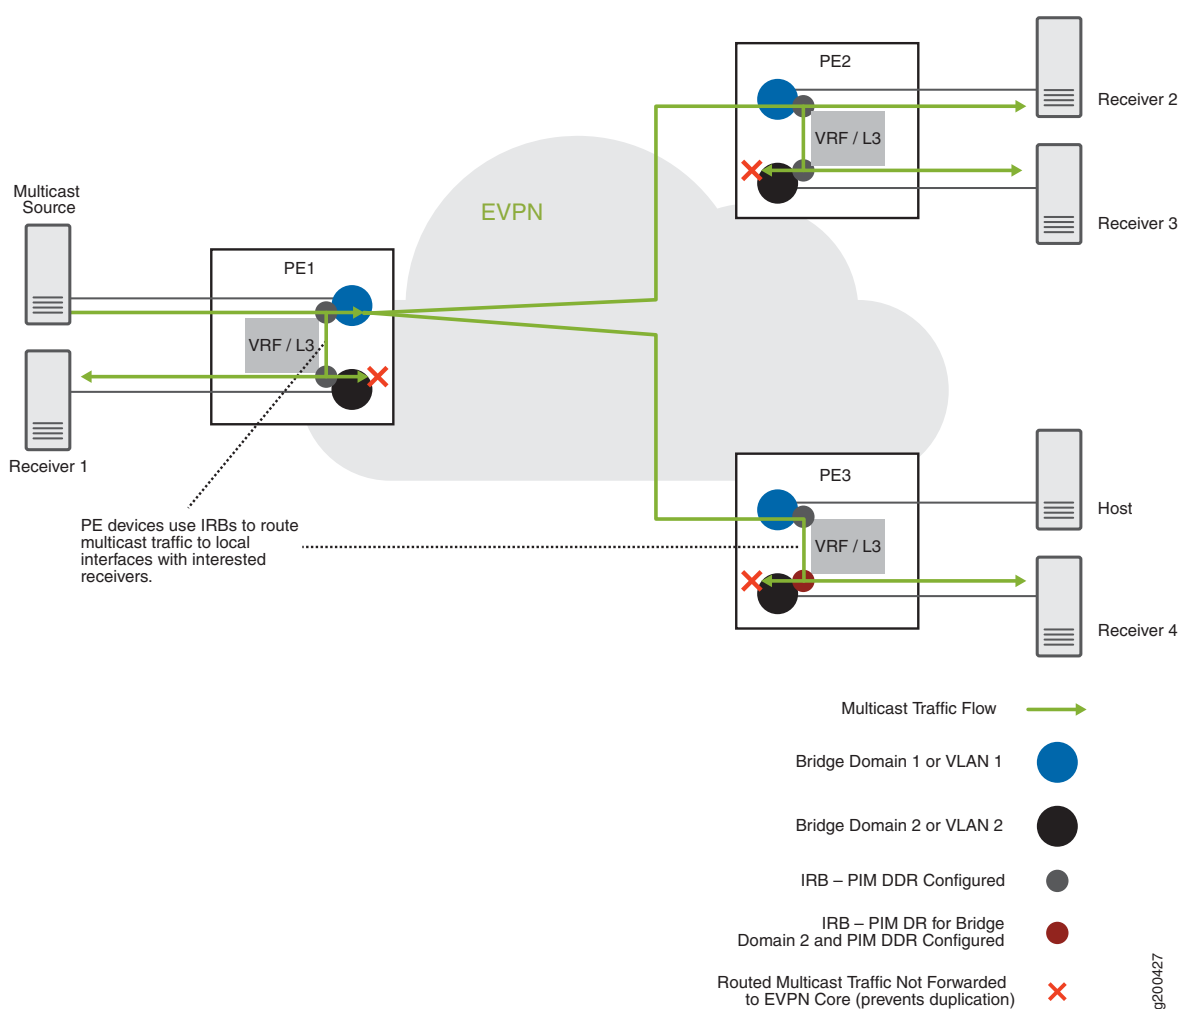 PE2
Receiver 2
VRF / L3
Receiver 3
Multicast
Source
EVPN
PE1
VRF / L3
Receiver 1
PE devices use IRBs to route
multicast traffic to local
interfaces with interested
receivers.
PE3
Host
VRF / L3
Receiver 4
Multicast Traffic Flow
Bridge Domain 1 or VLAN 1
Bridge Domain 2 or VLAN 2
IRB – PIM DDR Configured
IRB – PIM DR for Bridge
Domain 2 and PIM DDR Configured
Routed Multicast Traffic Not Forwarded
to EVPN Core (prevents duplication)
g200427